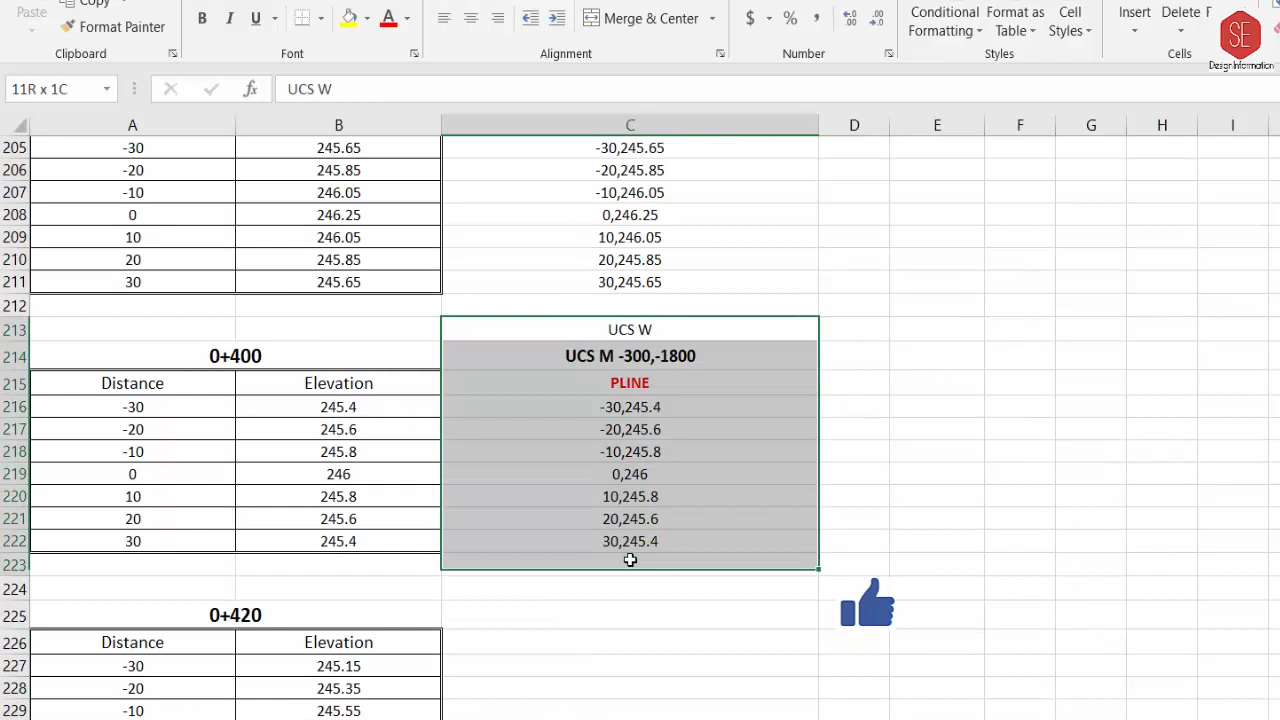 Paste
Copy
Format Painter
Clipboard
B I U
A
Font
Merge & Center
Alignment
$ % ,
Number
Conditional Formatting
Format as Table
Cell Styles
Styles
Insert Delete F
Cells
SE
Design Information
11R x 1C
fx
UCS W
A B C D E F G H I
205 -30 245.65 -30,245.65
206 -20 245.85 -20,245.85
207 -10 246.05 -10,246.05
208 0 246.25 0,246.25
209 10 246.05 10,246.05
210 20 245.85 20,245.85
211 30 245.65 30,245.65
212
213 UCS W
214 0+400 UCS M -300,-1800
215 Distance Elevation PLINE
216 -30 245.4 -30,245.4
217 -20 245.6 -20,245.6
218 -10 245.8 -10,245.8
219 0 246 0,246
220 10 245.8 10,245.8
221 20 245.6 20,245.6
222 30 245.4 30,245.4
223
224
225 0+420
226 Distance Elevation
227 -30 245.15
228 -20 245.35
229 -10 245.55